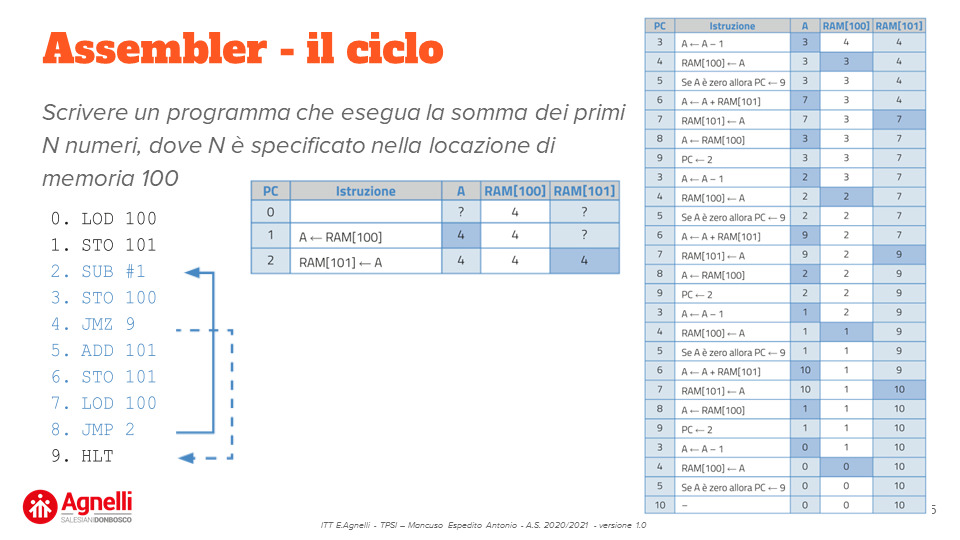 Assembler - il ciclo
Scrivere un programma che esegua la somma dei primi
N numeri, dove N è specificato nella locazione di
memoria 100
0. LOD 100
1. STO 101
2. SUB #1
3. STO 100
4. JMZ 9
5. ADD 101
6. STO 101
7. LOD 100
8. JMP 2
9. HLT
PC Istruzione A RAM[100] RAM[101]
0 ? 4 ?
1 A ← RAM[100] 4 4 ?
2 RAM[101] ← A 4 4 4
PC Istruzione A RAM[100] RAM[101]
3 A ← A – 1 3 4 4
4 RAM[100] ← A 3 3 4
5 Se A è zero allora PC ← 9 3 3 4
6 A ← A + RAM[101] 7 3 4
7 RAM[101] ← A 7 3 7
8 A ← RAM[100] 3 3 7
9 PC ← 2 3 3 7
3 A ← A – 1 2 3 7
4 RAM[100] ← A 2 2 7
5 Se A è zero allora PC ← 9 2 2 7
6 A ← A + RAM[101] 9 2 7
7 RAM[101] ← A 9 2 9
8 A ← RAM[100] 2 2 9
9 PC ← 2 2 2 9
3 A ← A – 1 1 2 9
4 RAM[100] ← A 1 1 9
5 Se A è zero allora PC ← 9 1 1 9
6 A ← A + RAM[101] 10 1 9
7 RAM[101] ← A 10 1 10
8 A ← RAM[100] 1 1 10
9 PC ← 2 1 1 10
3 A ← A – 1 0 1 10
4 RAM[100] ← A 0 0 10
5 Se A è zero allora PC ← 9 0 0 10
10 – 0 0 10
Agnelli
SALESIANI DONBOSCO
ITT E.Agnelli - TPSI – Mancuso Espedito Antonio - A.S. 2020/2021 - versione 1.0